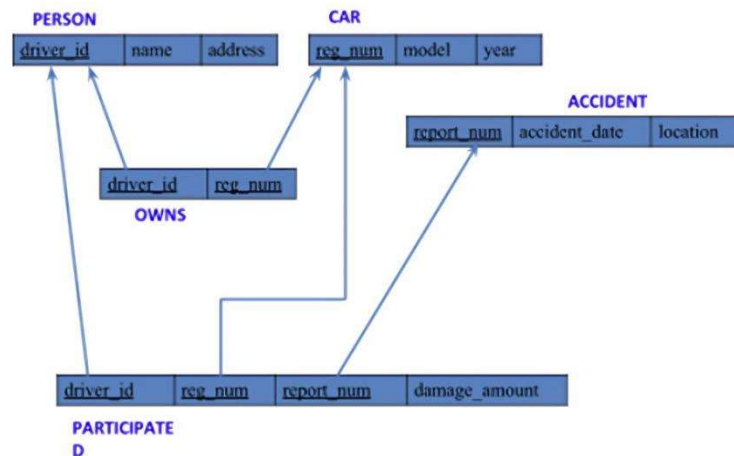 PERSON
CAR
driver_id name address
reg_num model year
ACCIDENT
report_num accident_date location
driver_id reg_num
OWNS
driver_id reg_num report_num damage_amount
PARTICIPATE
D